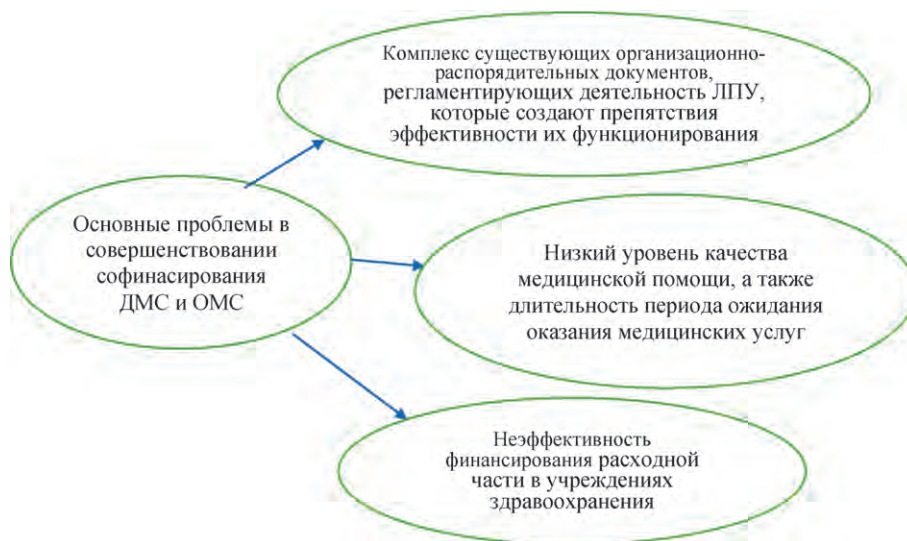 Комплекс существующих организационно-
распорядительных документов,
регламентирующих деятельность ЛПУ,
которые создают препятствия
эффективности их функционирования
Основные проблемы в
совершенствовании
софинасирования
ДМС и ОМС
Низкий уровень качества
медицинской помощи, а также
длительность периода ожидания
оказания медицинских услуг
Неэффективность
финансирования расходной
части в учреждениях
здравоохранения